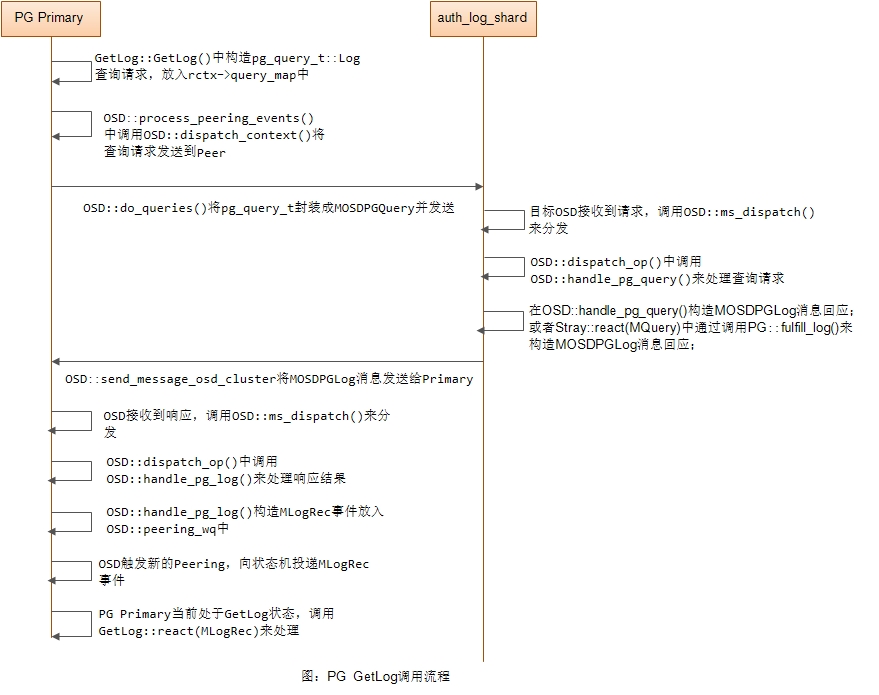 PG Primary
auth_log_shard
GetLog::GetLog()中构造pg_query_t::Log
查询请求，放入rctx->query_map中
OSD::process_peering_events()
中调用OSD::dispatch_context()将
查询请求发送到Peer
OSD::do_queries()将pg_query_t封装成MOSDPGQuery并发送
目标OSD接收到请求，调用OSD::ms_dispatch()
来分发
OSD::dispatch_op()中调用
OSD::handle_pg_query()来处理查询请求
在OSD::handle_pg_query()构造MOSDPGLog消息回应；
或者Stray::react(MQuery)中通过调用PG::fulfill_log()来
构造MOSDPGLog消息回应；
OSD::send_message_osd_cluster将MOSDPGLog消息发送给Primary
OSD接收到响应，调用OSD::ms_dispatch()来分
发
OSD::dispatch_op()中调用
OSD::handle_pg_log()来处理响应结果
OSD::handle_pg_log()构造MLogRec事件放入
OSD::peering_wq中
OSD触发新的Peering，向状态机投递MLogRec
事件
PG Primary当前处于GetLog状态，调用
GetLog::react(MLogRec)来处理
图：PG GetLog调用流程